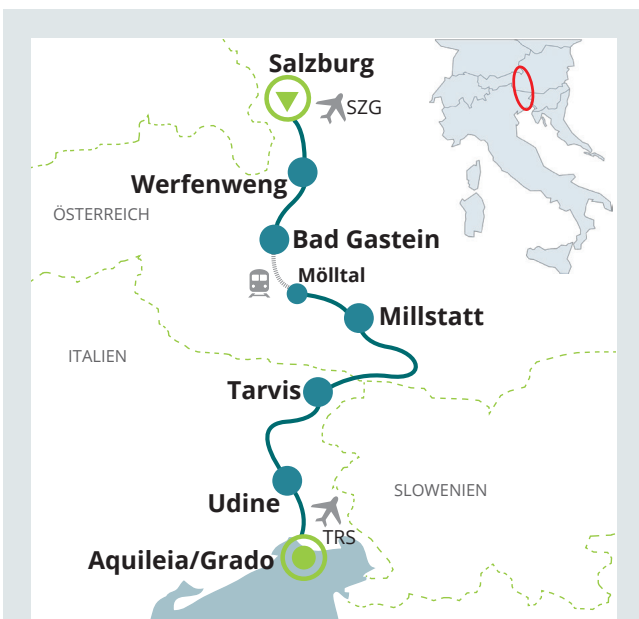 Salzburg
SZG
Werfenweng
ÖSTERREICH
Bad Gastein
Mölltal
Millstatt
ITALIEN
Tarvis
SLOWENIEN
Udine
TRS
Aquileia/Grado